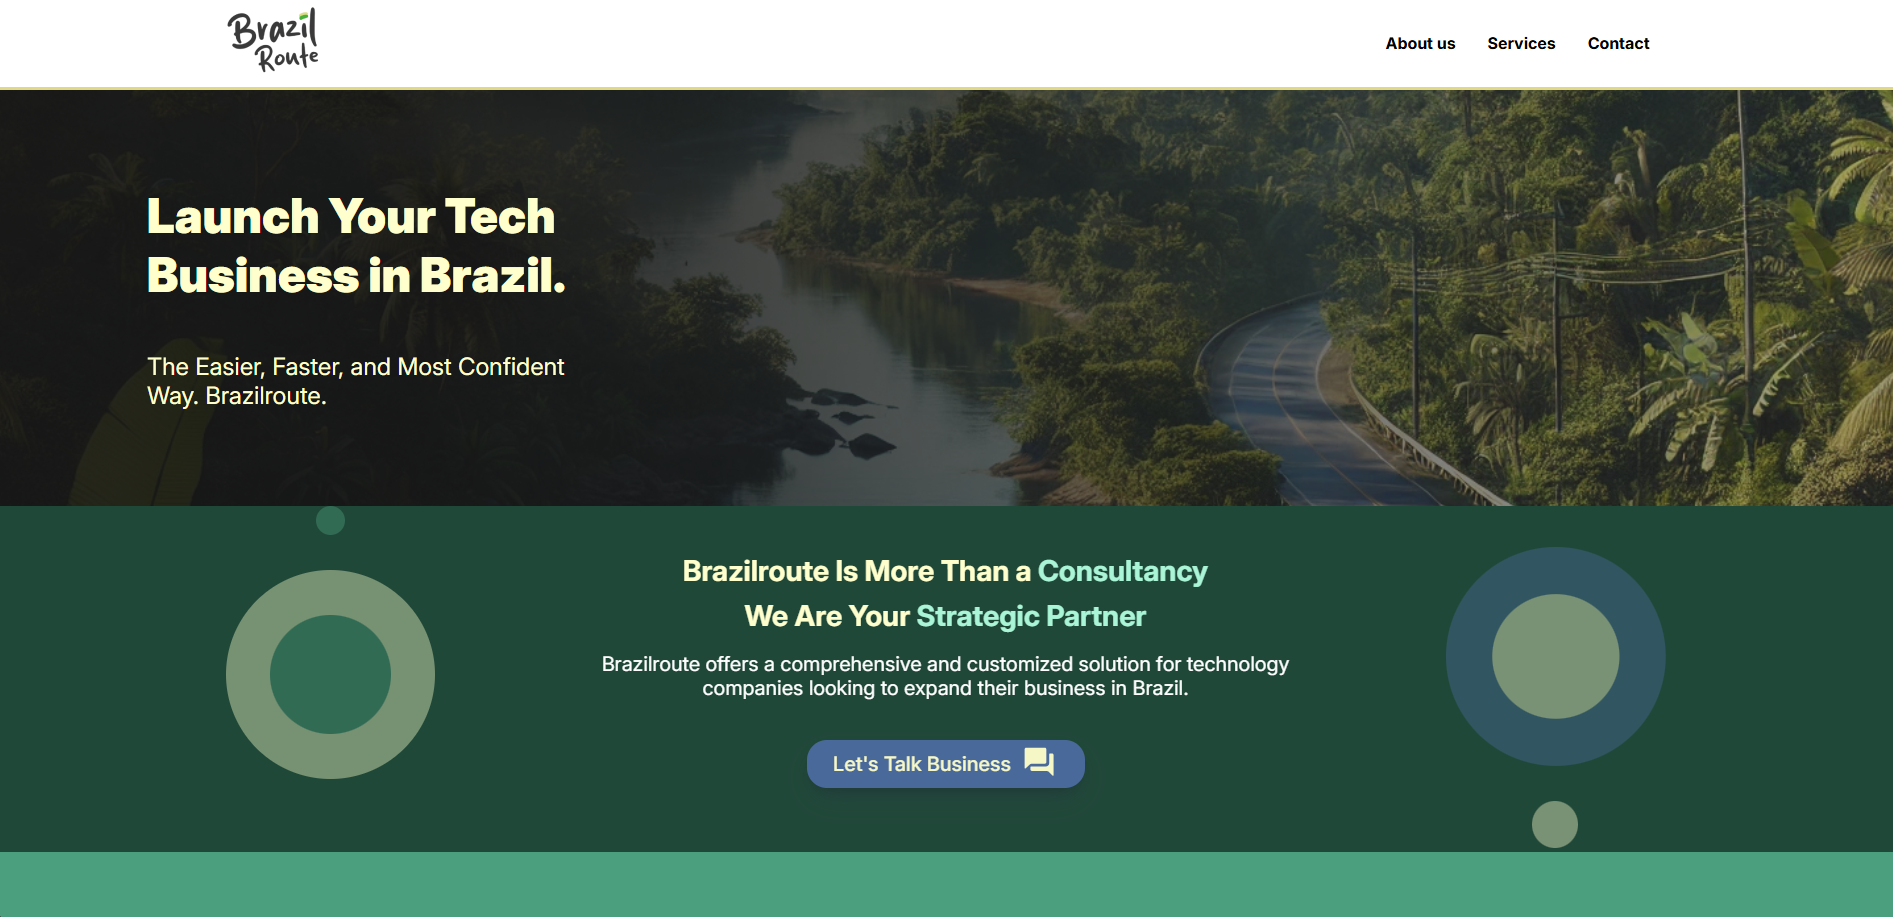 Brazil
Route
About us
Services
Contact
Launch Your Tech
Business in Brazil.
The Easier, Faster, and Most Confident
Way. Brazilroute.
Brazilroute Is More Than a Consultancy
We Are Your Strategic Partner
Brazilroute offers a comprehensive and customized solution for technology
companies looking to expand their business in Brazil.
Let's Talk Business